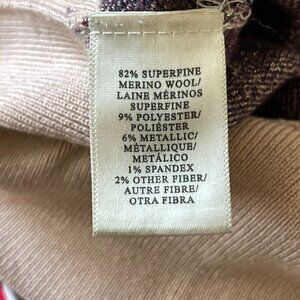 82% SUPERFINE
MERINO WOOL/
LAINE MÉRINOS
SUPERFINE
9% POLYESTER/
POLIÉSTER
6% METALLIC/
MÉTALLIQUE/
METÁLICO
1% SPANDEX
2% OTHER FIBER/
AUTRE FIBRE/
OTRA FIBRA